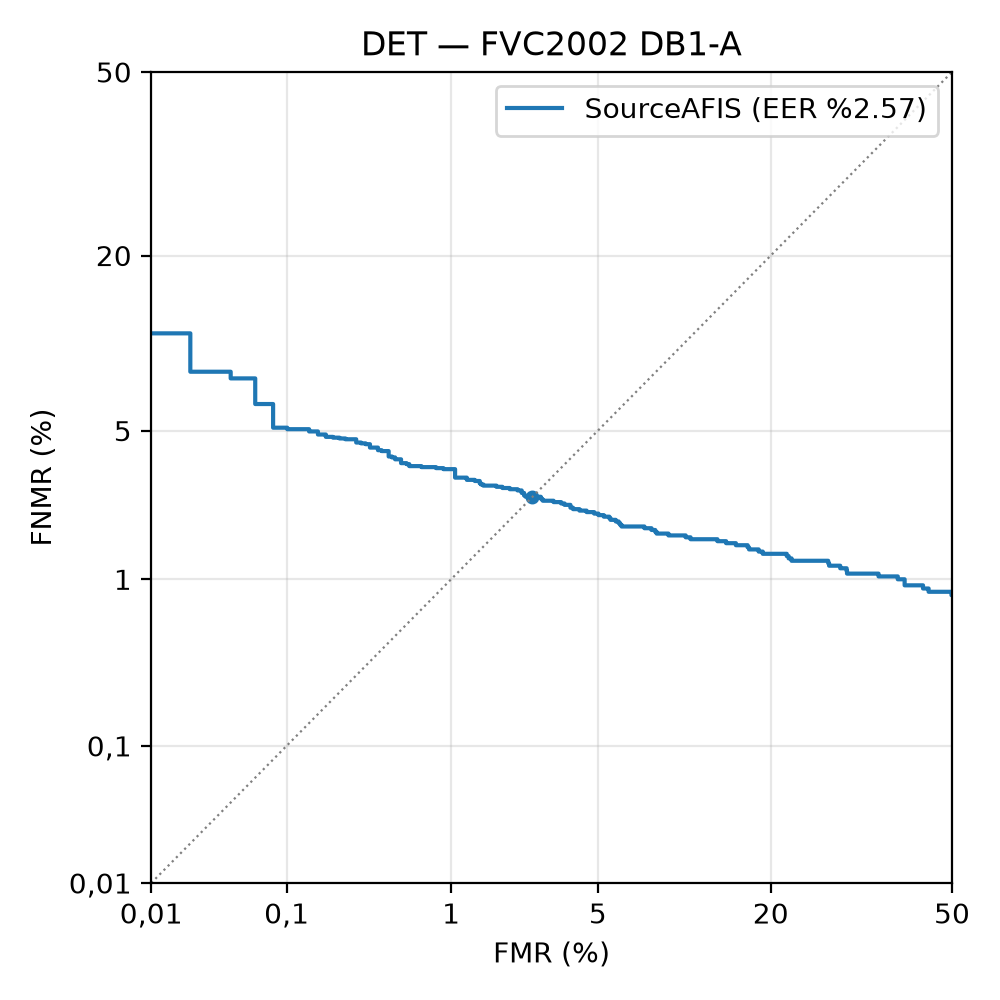 DET — FVC2002 DB1-A
SourceAFIS (EER %2.57)
FNMR (%)
50
20
5
1
0,1
0,01
0,01 0,1 1 5 20 50
FMR (%)